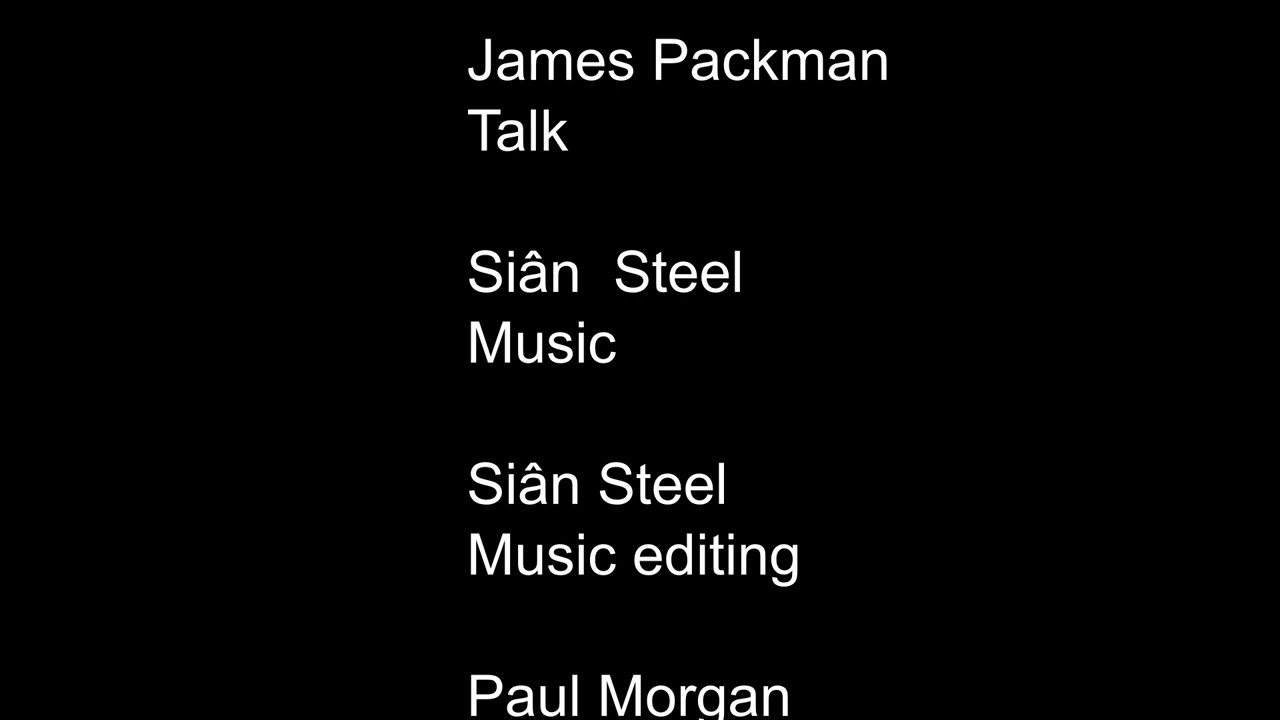 James Packman
Talk
Siân  Steel
Music
Siân Steel
Music editing
Paul Morgan